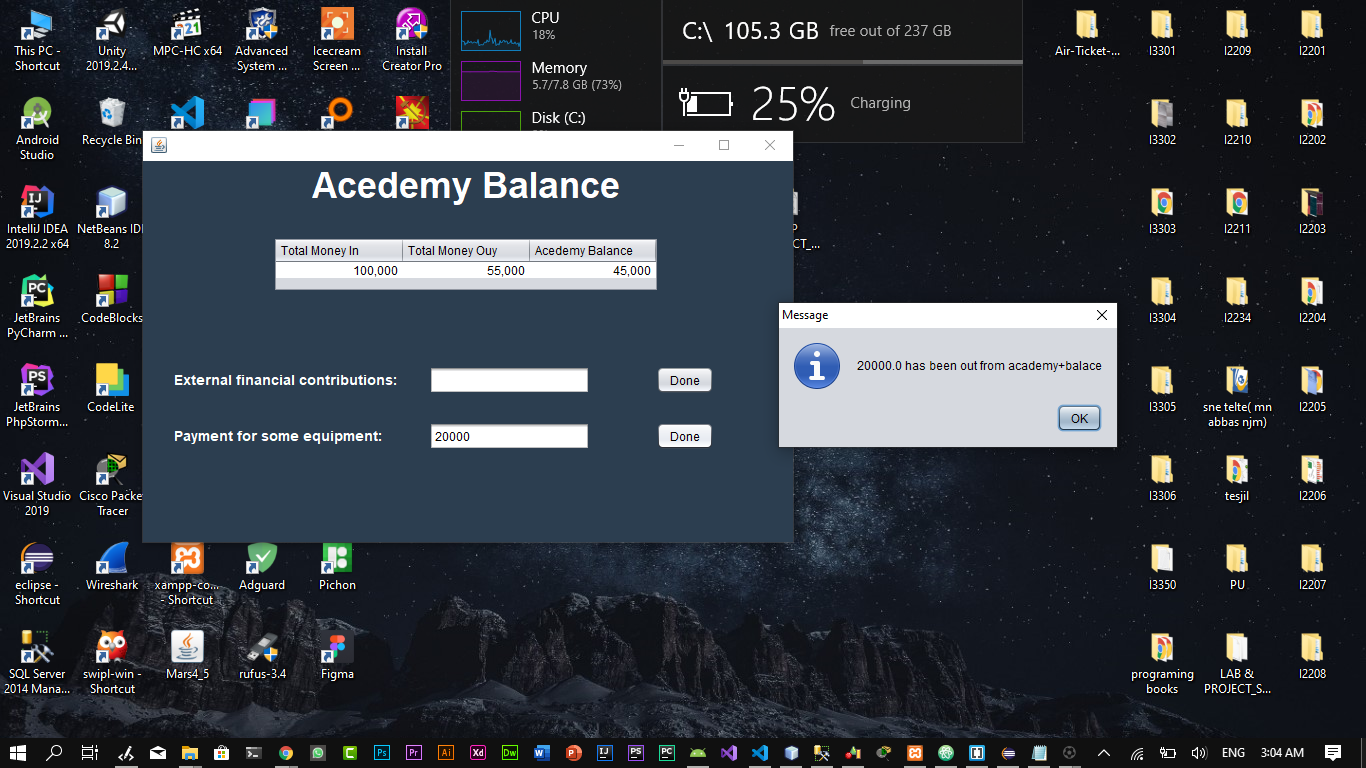 This PC -
Shortcut
Unity
2019.2.4...
MPC-HC x64
Advanced
System ...
Icecream
Screen ...
Install
Creator Pro
CPU
18%
Memory
5.7/7.8 GB (73%)
Disk (C:)
C:\ 105.3 GB free out of 237 GB
25% Charging
Air-Ticket-...
I3301
I2209
I2201
Android
Studio
Recycle Bin
I3302
I2210
I2202
IntelliJ IDEA
2019.2.2 x64
NetBeans ID
8.2
I3303
I2211
I2203
JetBrains
PyCharm ...
CodeBlocks
I3304
I2234
I2204
JetBrains
PhpStorm...
CodeLite
I3305
sne telte( mn
abbas njm)
I2205
Visual Studio
2019
Cisco Packe
Tracer
I3306
tesjil
I2206
eclipse -
Shortcut
Wireshark
xampp-co...
- Shortcut
Adguard
Pichon
I3350
PU
I2207
SQL Server
2014 Mana...
swipl-win -
Shortcut
Mars4_5
rufus-3.4
Figma
programing
books
LAB &
PROJECT_S...
I2208
Acedemy Balance
Total Money In Total Money Ouy Acedemy Balance
100,000 55,000 45,000
External financial contributions: Done
Payment for some equipment: 20000 Done
Message
20000.0 has been out from academy+balace
OK
ENG 3:04 AM